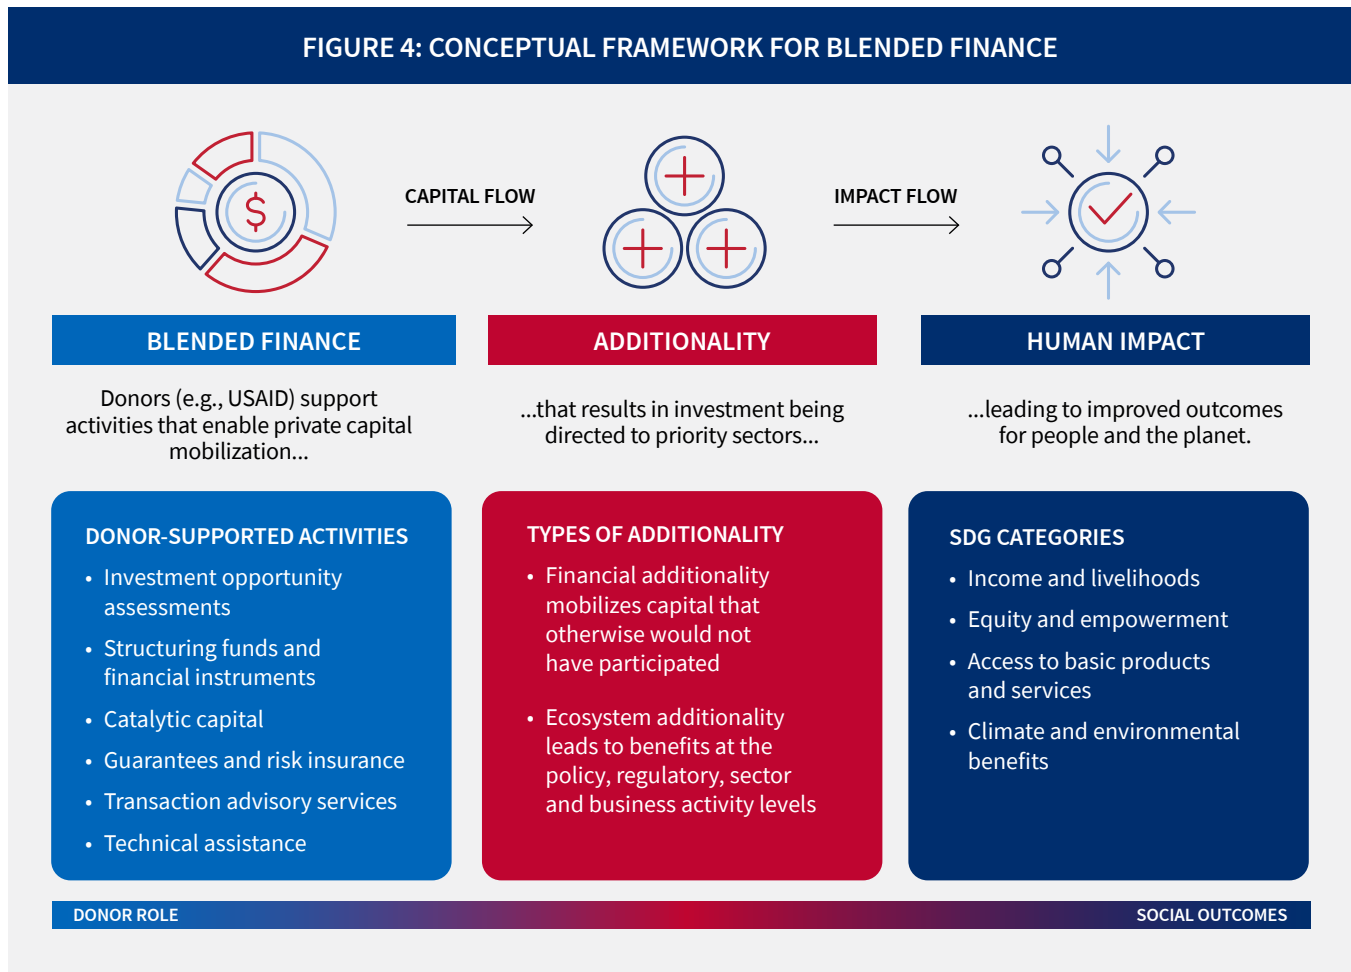 FIGURE 4: CONCEPTUAL FRAMEWORK FOR BLENDED FINANCE
CAPITAL FLOW
IMPACT FLOW
BLENDED FINANCE
Donors (e.g., USAID) support
activities that enable private capital
mobilization...
DONOR-SUPPORTED ACTIVITIES
• Investment opportunity
assessments
• Structuring funds and
financial instruments
• Catalytic capital
• Guarantees and risk insurance
• Transaction advisory services
• Technical assistance
ADDITIONALITY
...that results in investment being
directed to priority sectors...
TYPES OF ADDITIONALITY
• Financial additionality
mobilizes capital that
otherwise would not
have participated
• Ecosystem additionality
leads to benefits at the
policy, regulatory, sector
and business activity levels
HUMAN IMPACT
...leading to improved outcomes
for people and the planet.
SDG CATEGORIES
• Income and livelihoods
• Equity and empowerment
• Access to basic products
and services
• Climate and environmental
benefits
DONOR ROLE
SOCIAL OUTCOMES